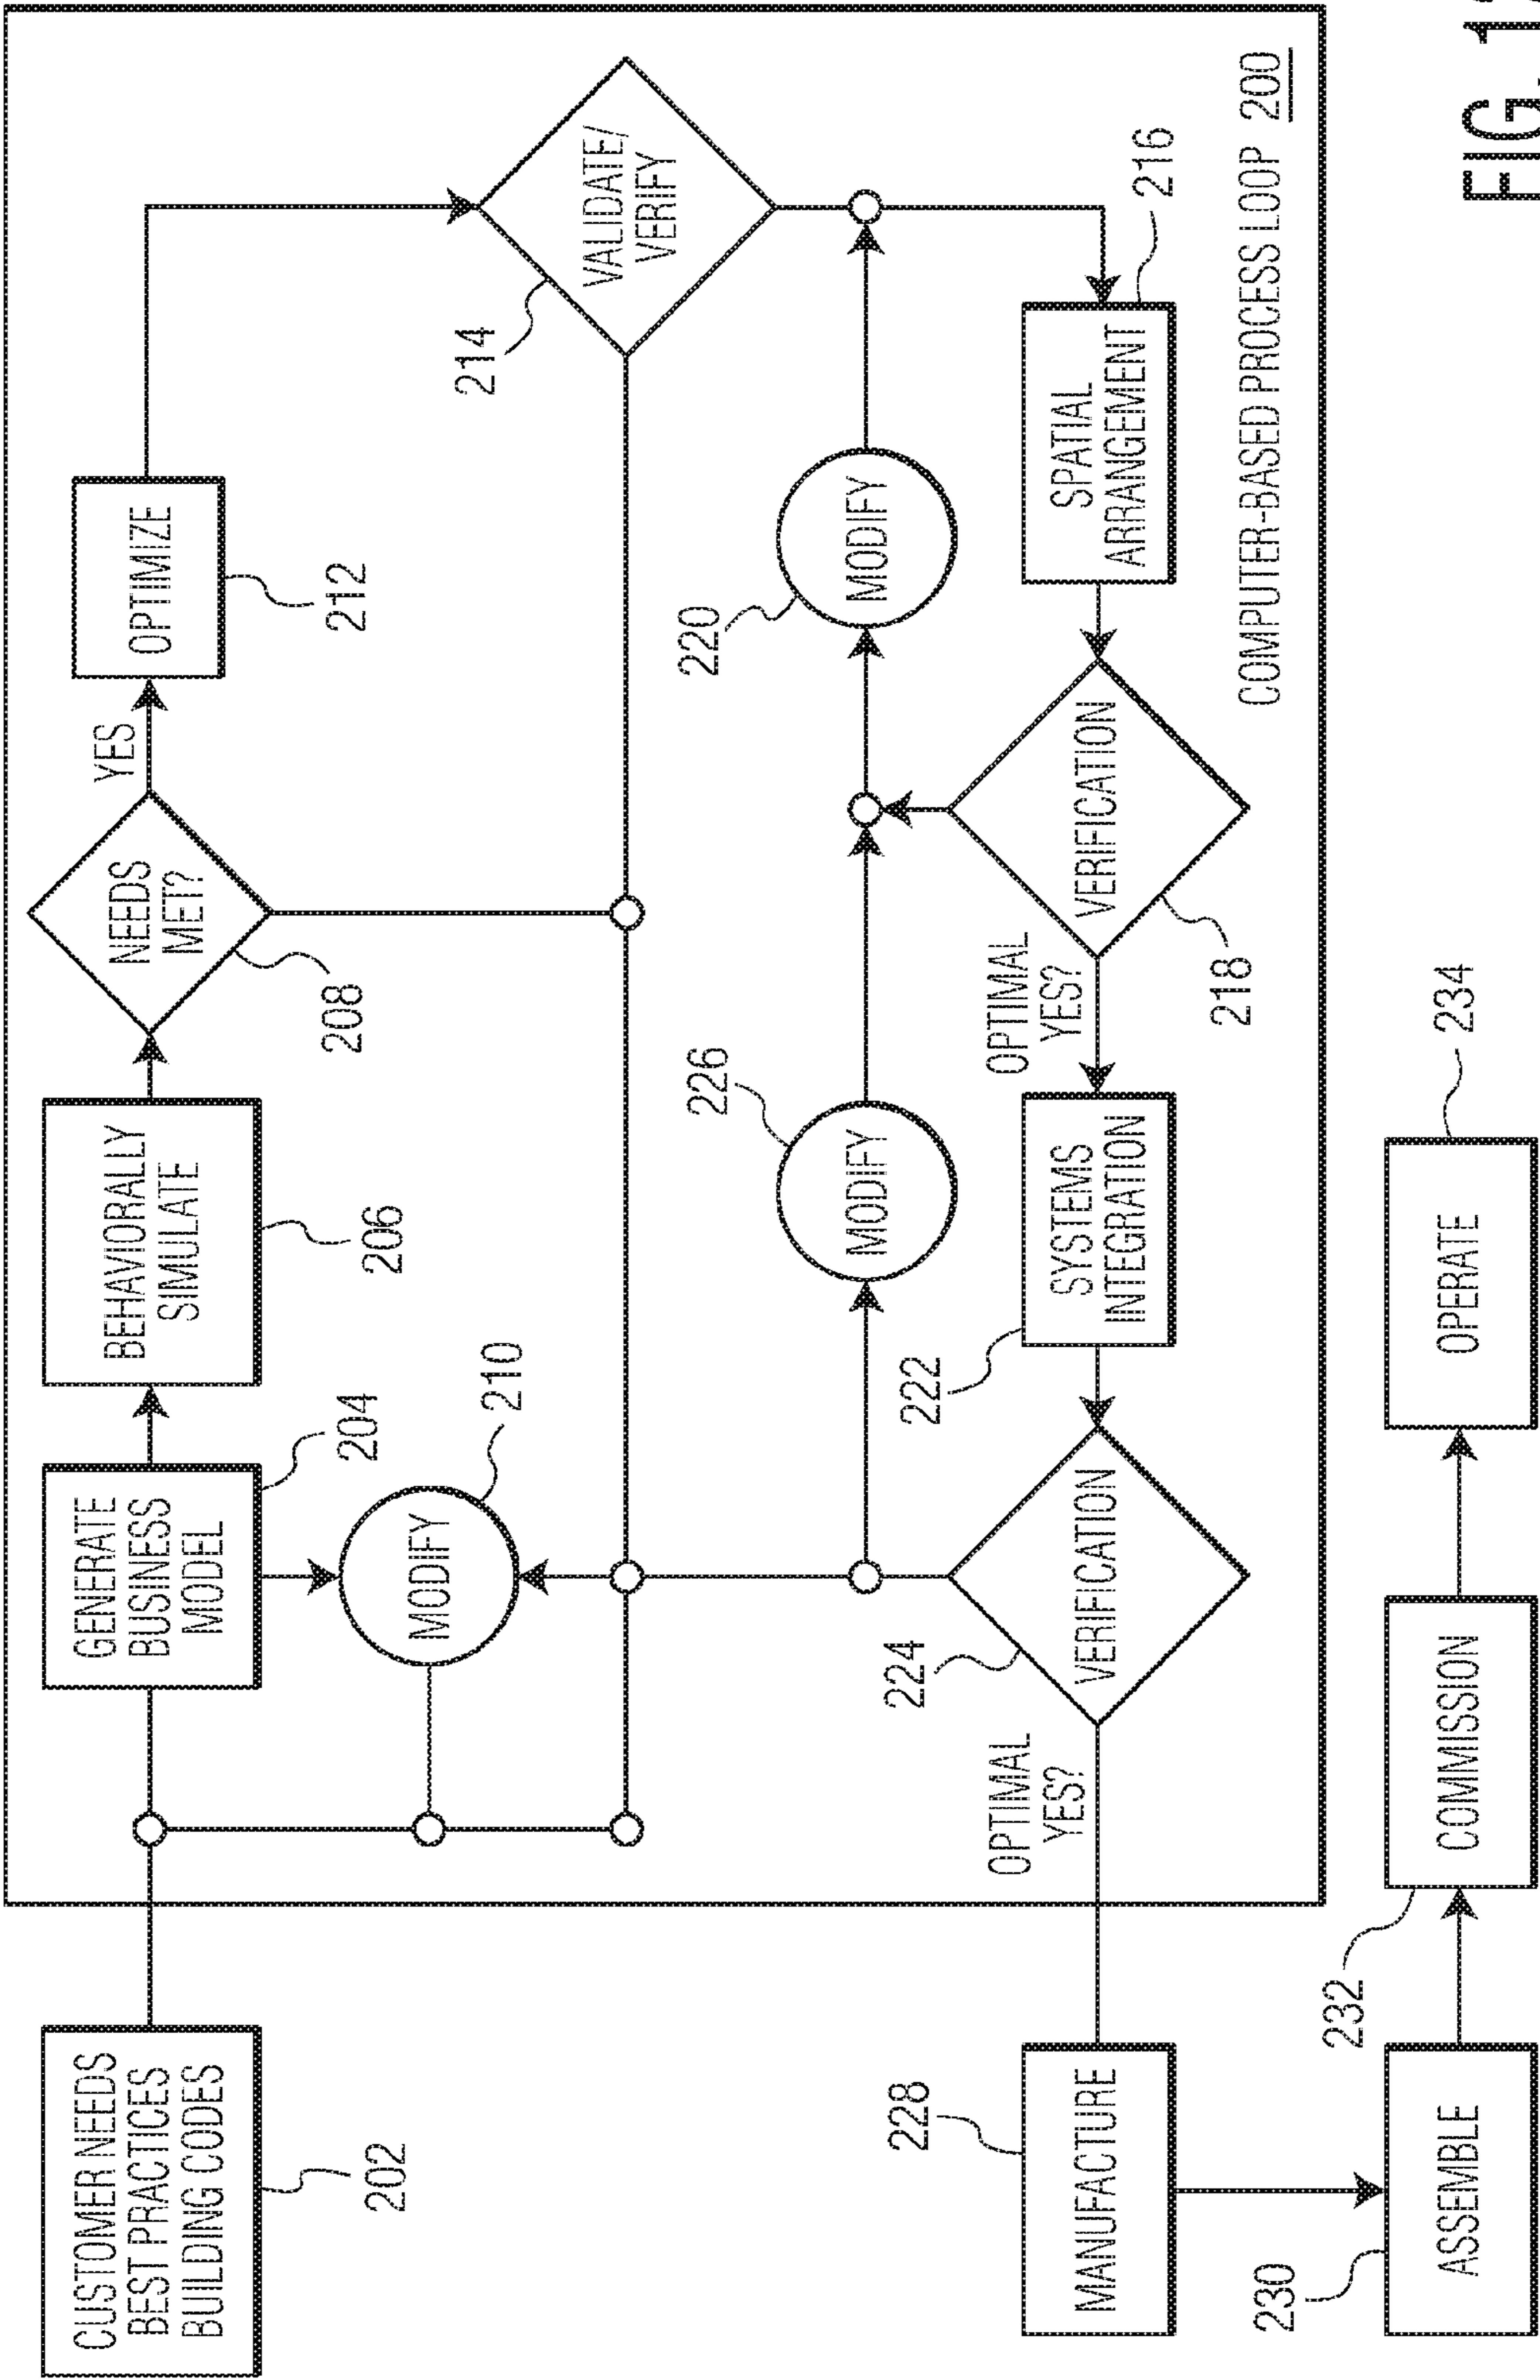 CUSTOMER NEEDS
BEST PRACTICES
BUILDING CODES
202
GENERATE
BUSINESS
MODEL
204
BEHAVIORALLY
SIMULATE
206
NEEDS
MET?
208
YES
OPTIMIZE
212
MODIFY
210
214
VALIDATE/
VERIFY
226
MODIFY
220
MODIFY
OPTIMAL
YES?
224
VERIFICATION
222
SYSTEMS
INTEGRATION
OPTIMAL
YES?
VERIFICATION
218
SPATIAL
ARRANGEMENT
216
COMPUTER-BASED PROCESS LOOP 200
228
MANUFACTURE
230
ASSEMBLE
232
COMMISSION
OPERATE
234
FIG.